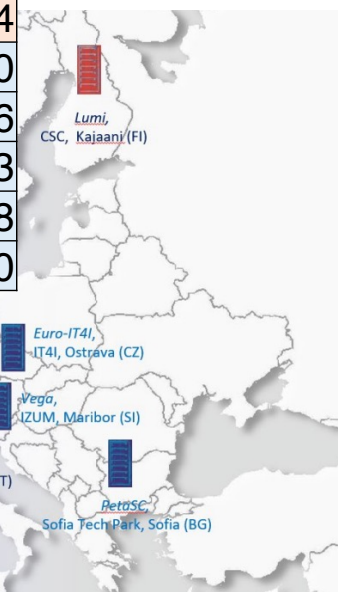 4
0
6
3
8
0
Lumi,
CSC, Kajaani (FI)
Euro-IT4I,
IT4I, Ostrava (CZ)
Vega,
IZUM, Maribor (SI)
T)
PetaSC,
Sofia Tech Park, Sofia (BG)